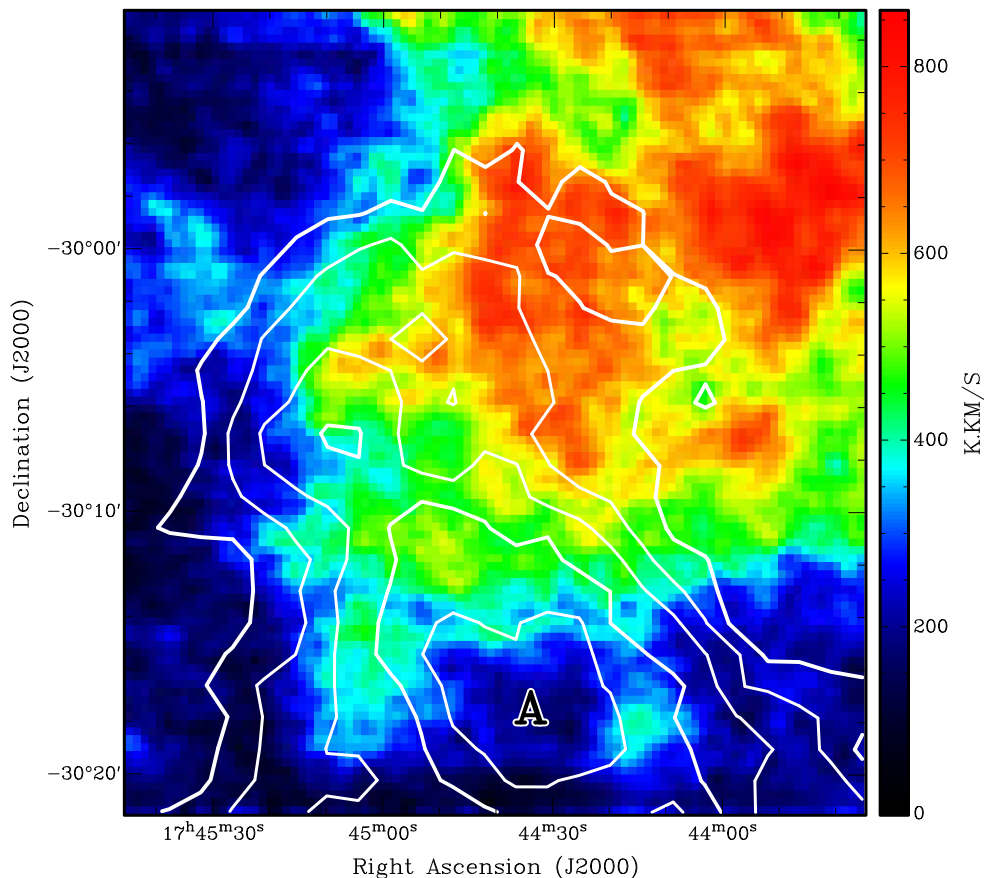 800
−30°00′
600
Declination (J2000)
K.KM/S
400
−30°10′
200
A
−30°20′
0
17ʰ45ᵐ30ˢ 45ᵐ00ˢ 44ᵐ30ˢ 44ᵐ00ˢ
Right Ascension (J2000)